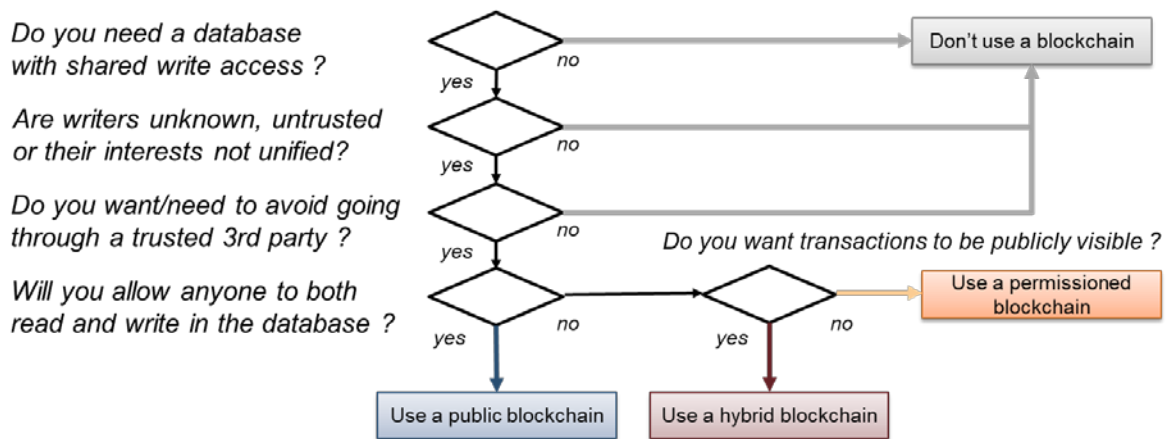 Do you need a database
with shared write access ?
no
Don't use a blockchain
yes
Are writers unknown, untrusted
or their interests not unified?
no
yes
Do you want/need to avoid going
through a trusted 3rd party ?
no
yes
Do you want transactions to be publicly visible ?
Will you allow anyone to both
read and write in the database ?
no
yes
no
yes
Use a permissioned
blockchain
Use a public blockchain
Use a hybrid blockchain